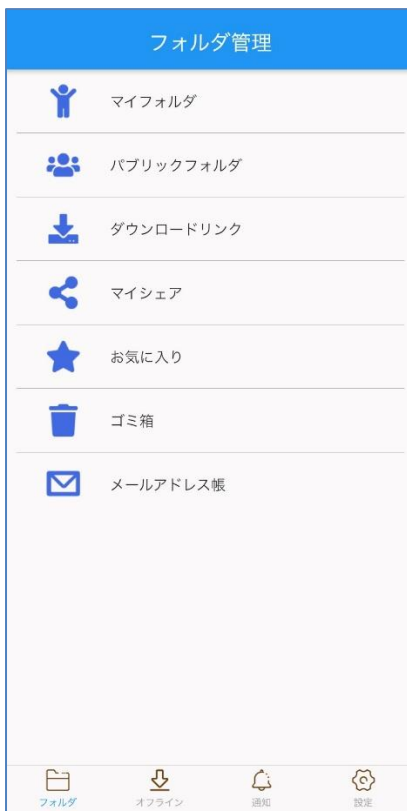 フォルダ管理
マイフォルダ
パブリックフォルダ
ダウンロードリンク
マイシェア
お気に入り
ゴミ箱
メールアドレス帳
フォルダ
オフライン
通知
設定